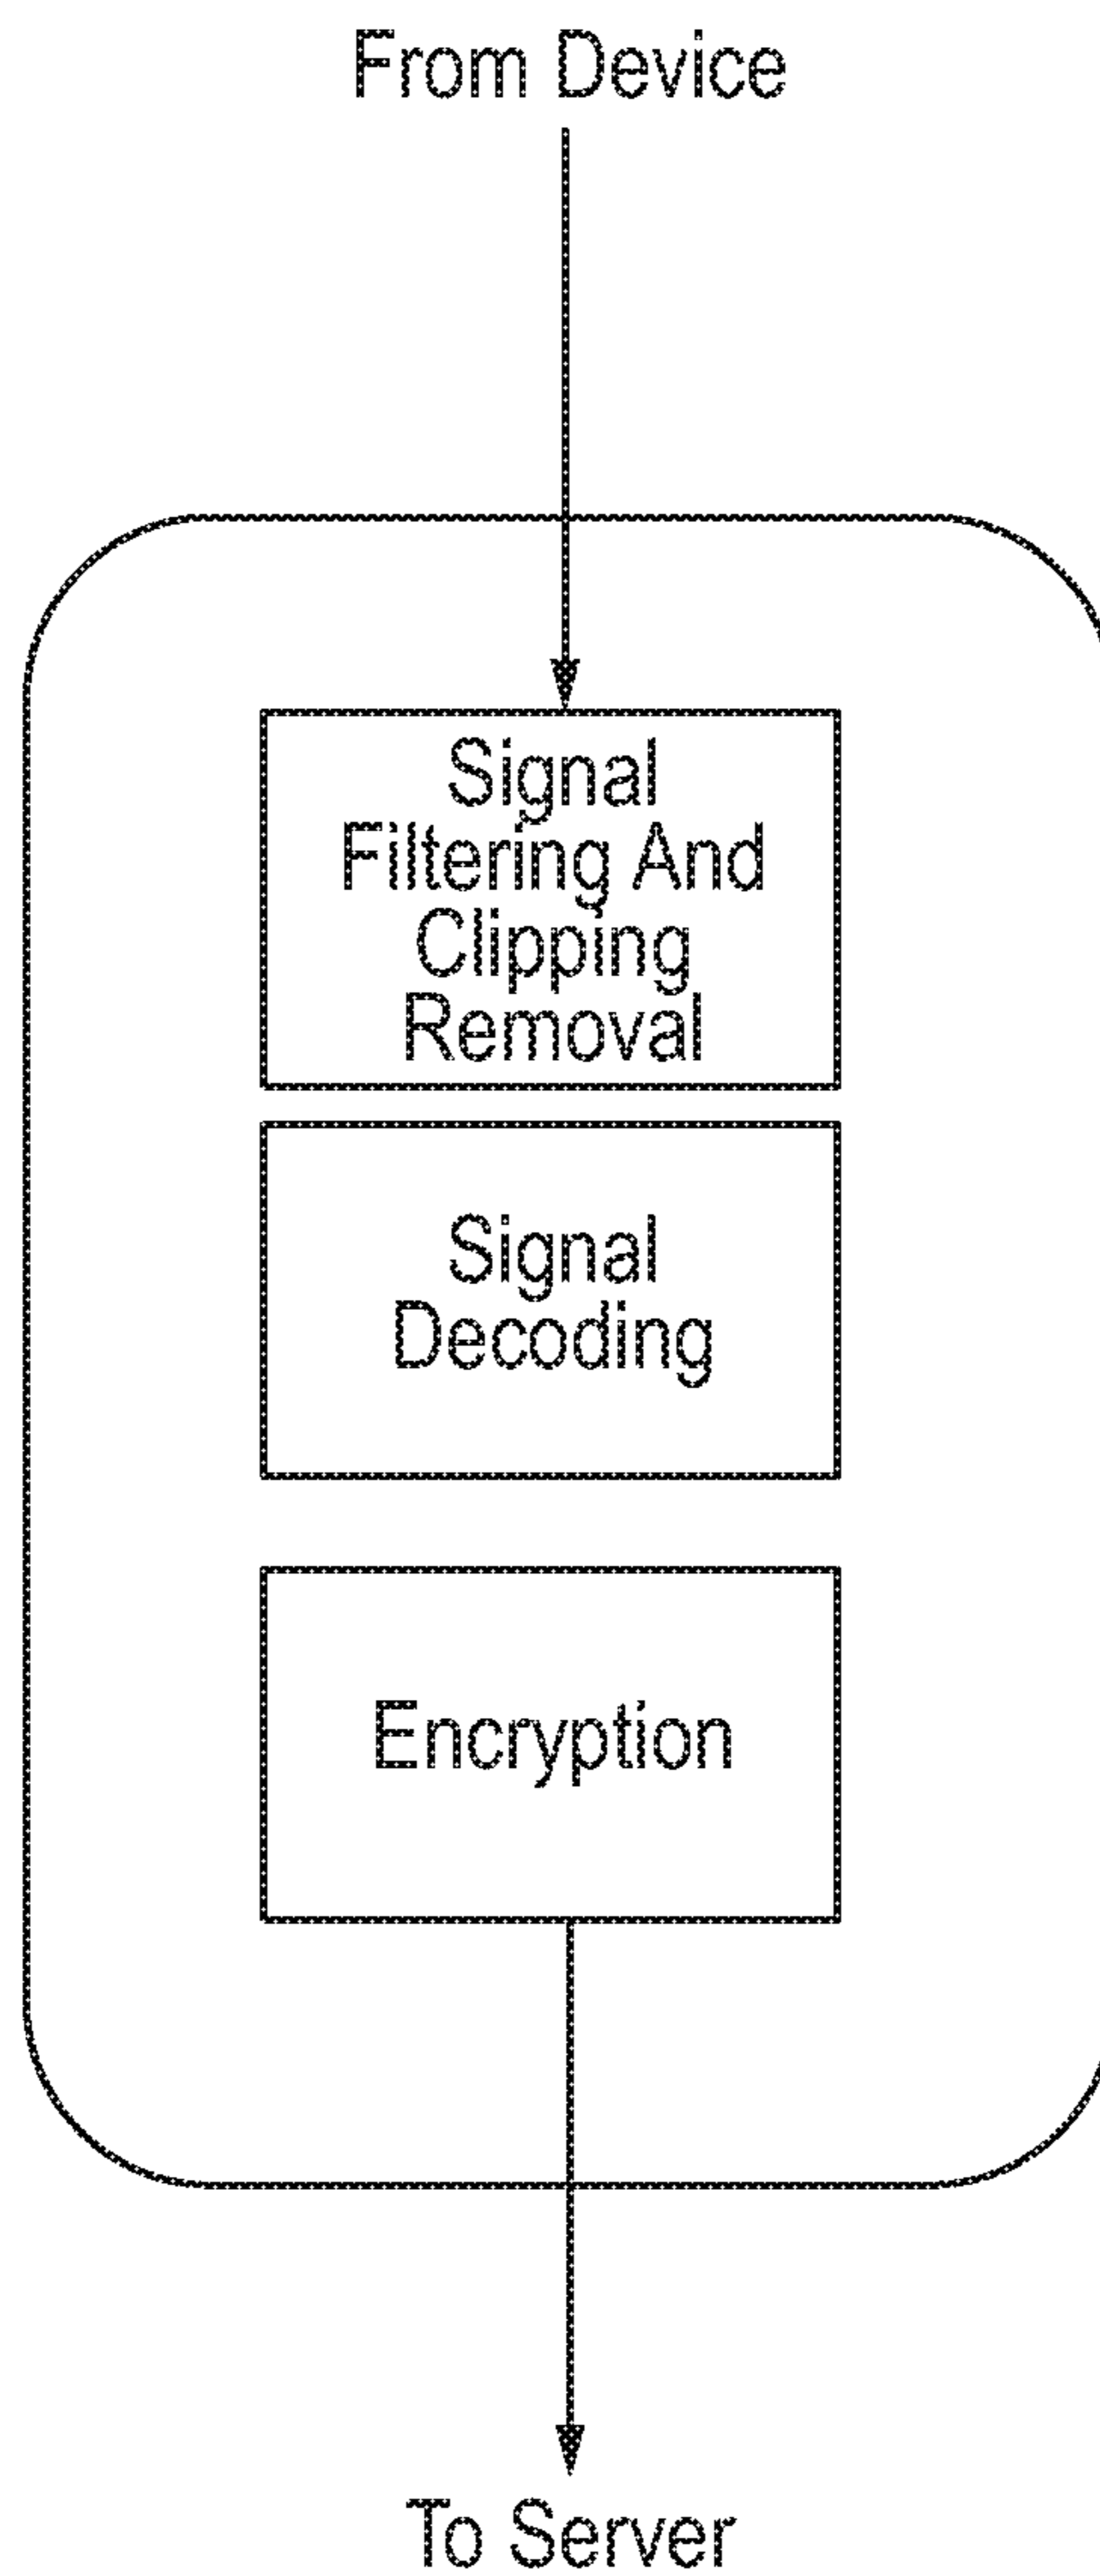 From Device
Signal
Filtering And
Clipping
Removal
Signal
Decoding
Encryption
To Server